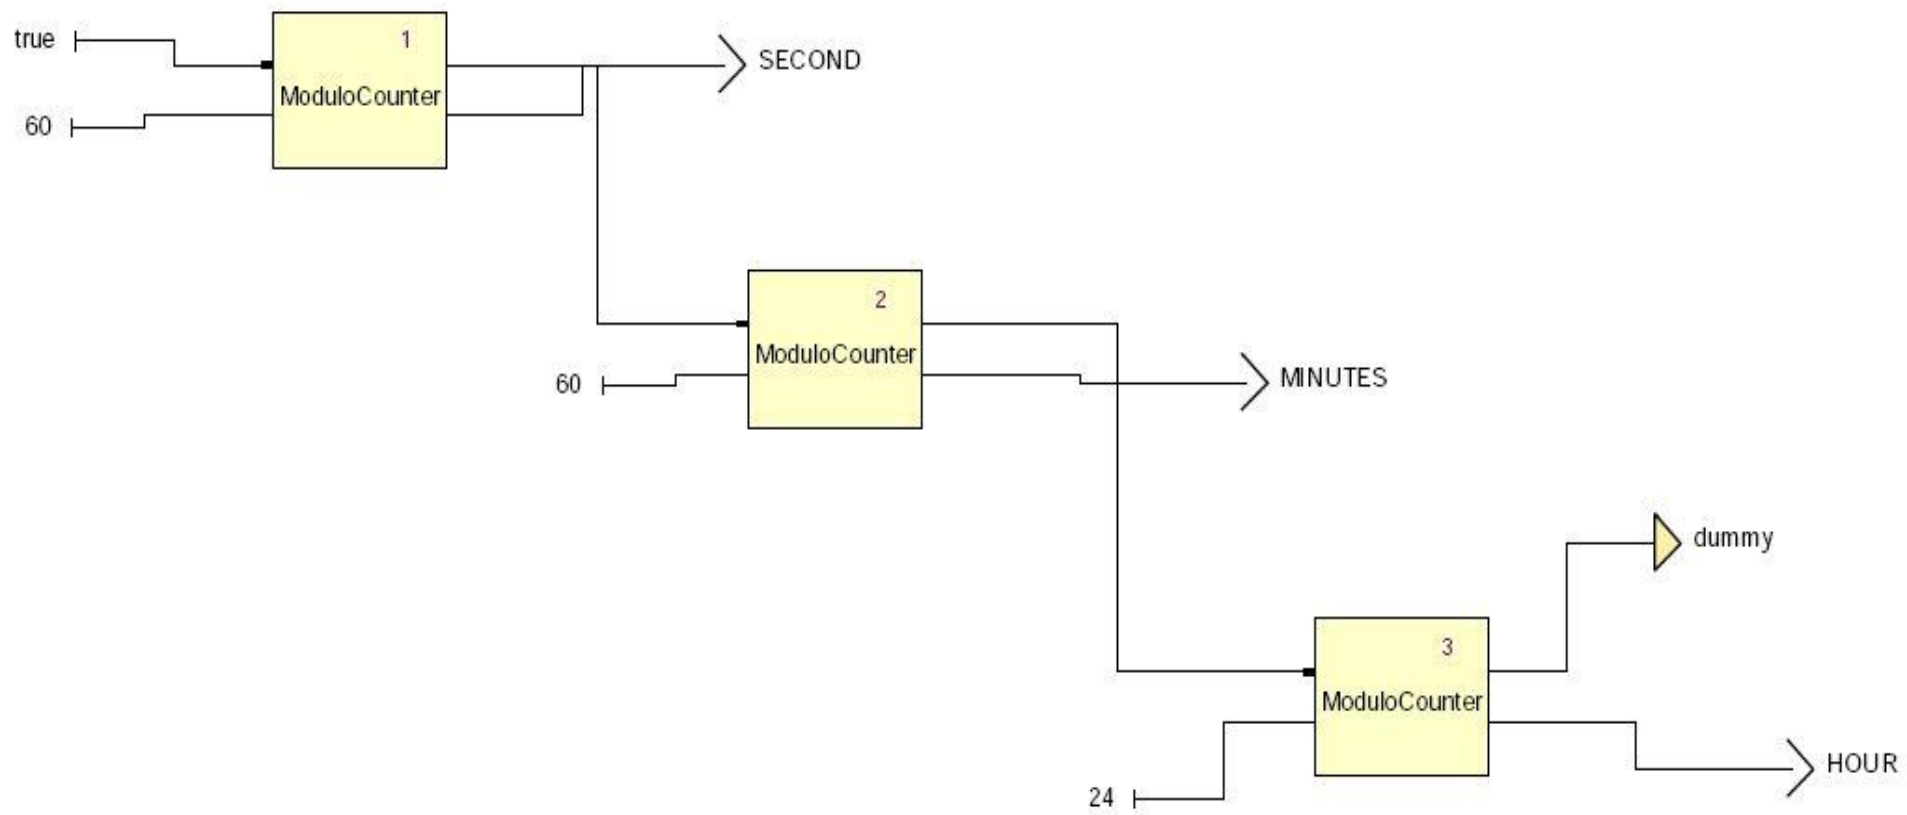 true
1
SECOND
ModuloCounter
60
2
ModuloCounter
60
MINUTES
dummy
3
ModuloCounter
HOUR
24